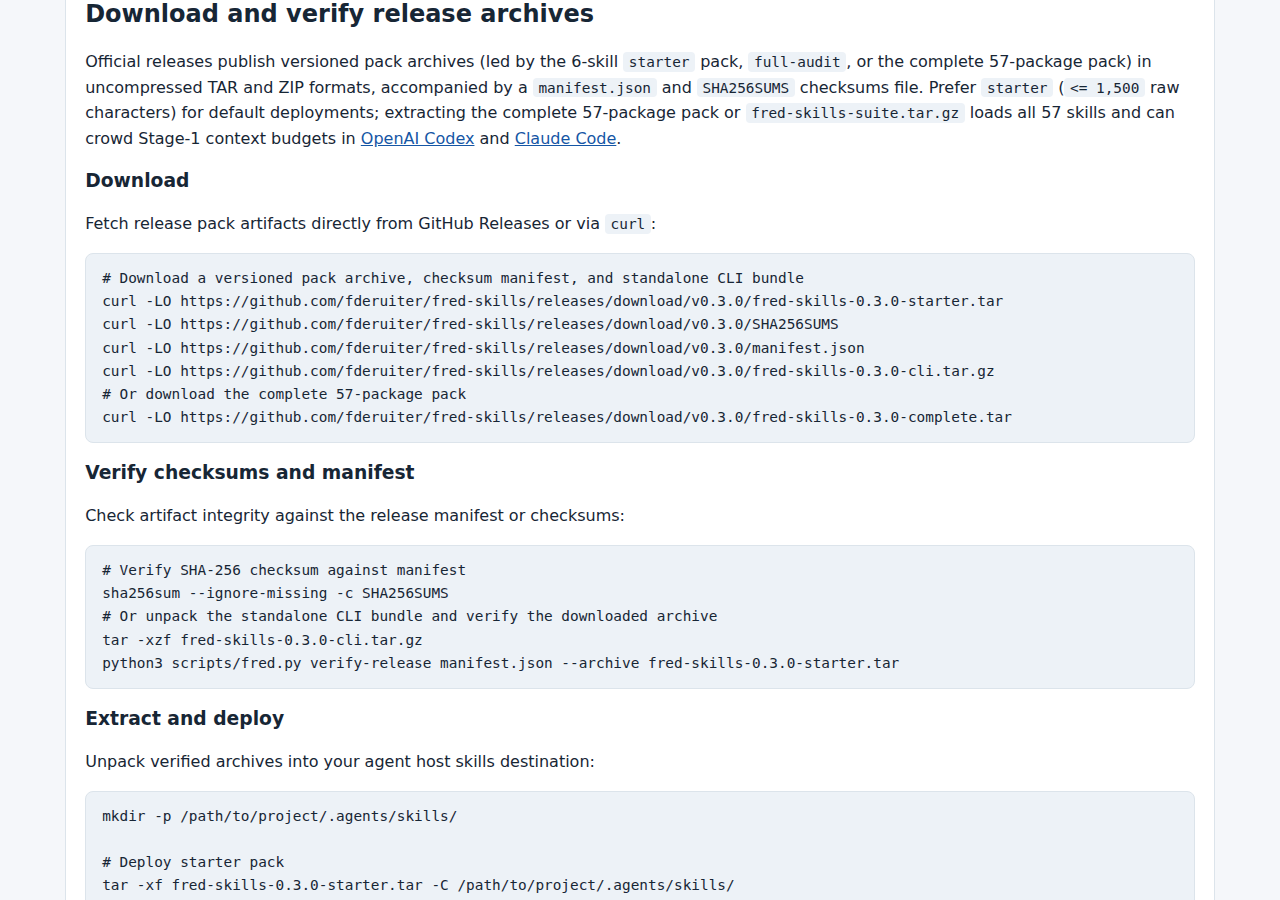 Download and verify release archives
Official releases publish versioned pack archives (led by the 6-skill starter pack, full-audit, or the complete 57-package pack) in
uncompressed TAR and ZIP formats, accompanied by a manifest.json and SHA256SUMS checksums file. Prefer starter (<= 1,500 raw
characters) for default deployments; extracting the complete 57-package pack or fred-skills-suite.tar.gz loads all 57 skills and can
crowd Stage-1 context budgets in OpenAI Codex and Claude Code.
Download
Fetch release pack artifacts directly from GitHub Releases or via curl:
# Download a versioned pack archive, checksum manifest, and standalone CLI bundle
curl -LO https://github.com/fderuiter/fred-skills/releases/download/v0.3.0/fred-skills-0.3.0-starter.tar
curl -LO https://github.com/fderuiter/fred-skills/releases/download/v0.3.0/SHA256SUMS
curl -LO https://github.com/fderuiter/fred-skills/releases/download/v0.3.0/manifest.json
curl -LO https://github.com/fderuiter/fred-skills/releases/download/v0.3.0/fred-skills-0.3.0-cli.tar.gz
# Or download the complete 57-package pack
curl -LO https://github.com/fderuiter/fred-skills/releases/download/v0.3.0/fred-skills-0.3.0-complete.tar
Verify checksums and manifest
Check artifact integrity against the release manifest or checksums:
# Verify SHA-256 checksum against manifest
sha256sum --ignore-missing -c SHA256SUMS
# Or unpack the standalone CLI bundle and verify the downloaded archive
tar -xzf fred-skills-0.3.0-cli.tar.gz
python3 scripts/fred.py verify-release manifest.json --archive fred-skills-0.3.0-starter.tar
Extract and deploy
Unpack verified archives into your agent host skills destination:
mkdir -p /path/to/project/.agents/skills/
# Deploy starter pack
tar -xf fred-skills-0.3.0-starter.tar -C /path/to/project/.agents/skills/